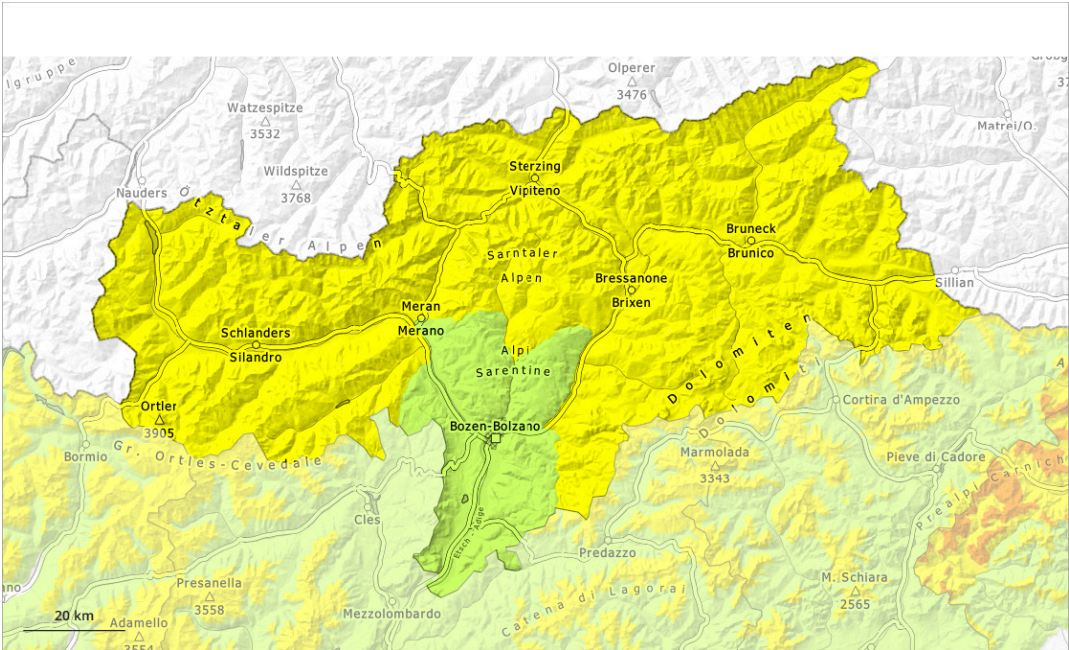 lgruppe
Olperer
3476
Watzespitze
3532
Matrei/O.
Wildspitze
3768
Sterzing
Vipiteno
Nauders
Ötztaler Alpen
Bruneck
Brunico
Sarntaler
Alpen
Bressanone
Brixen
Sillian
Meran
Merano
Schlanders
Silandro
Dolomiten
Alpi
Sarentine
Dolomiti
Ortler
3905
Cortina d'Ampezzo
Bozen-Bolzano
Bormio
Gr. Ortles-Cevedale
Marmolada
3343
Pieve di Cadore
Prealpi Carnich
Cles
Etsch - Adige
Predazzo
Presanella
3558
M. Schiara
2565
Catena di Lagorai
ano
20 km
Mezzolombardo
Adamello
3554